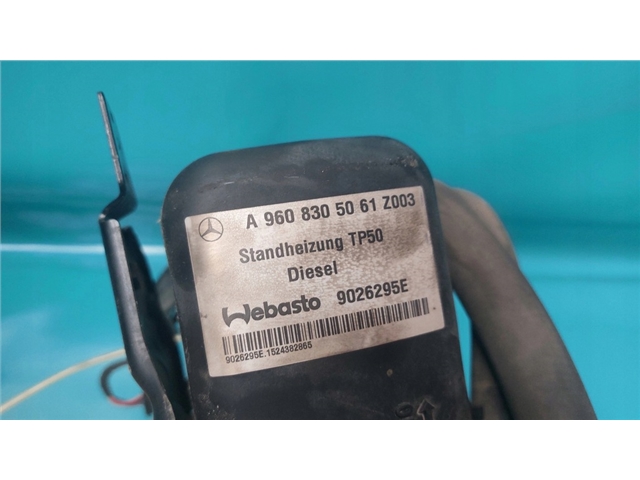 A 960 830 50 61 Z003
Standheizung TP50
Diesel
Webasto 9026295E
9026295E.1524382865